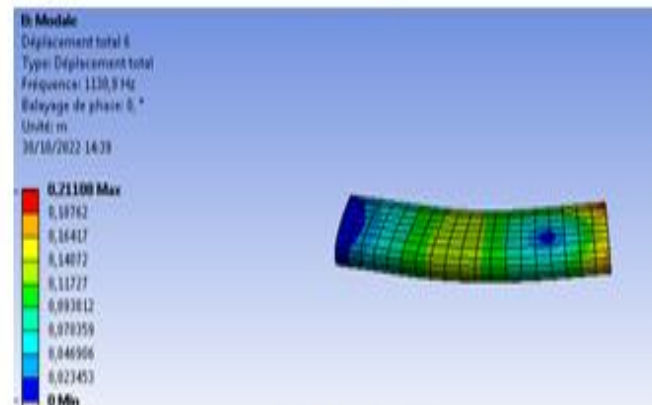 B: Modale
Déplacement total 6
Type: Déplacement total
Fréquence: 1138,9 Hz
Balayage de phase: 0, °
Unité: m
30/10/2022 14:39
0,21108 Max
0,18762
0,16417
0,14072
0,11727
0,093812
0,070359
0,046906
0,023453
0 Min